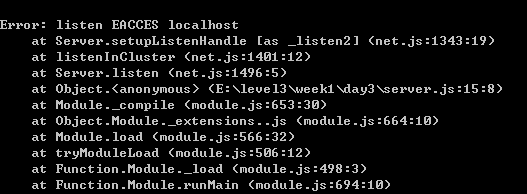 Error: listen EACCES localhost
    at Server.setupListenHandle [as _listen2] (net.js:1343:19)
    at listenInCluster (net.js:1401:12)
    at Server.listen (net.js:1496:5)
    at Object.<anonymous> (E:\level3\week1\day3\server.js:15:8)
    at Module._compile (module.js:653:30)
    at Object.Module._extensions..js (module.js:664:10)
    at Module.load (module.js:566:32)
    at tryModuleLoad (module.js:506:12)
    at Function.Module._load (module.js:498:3)
    at Function.Module.runMain (module.js:694:10)